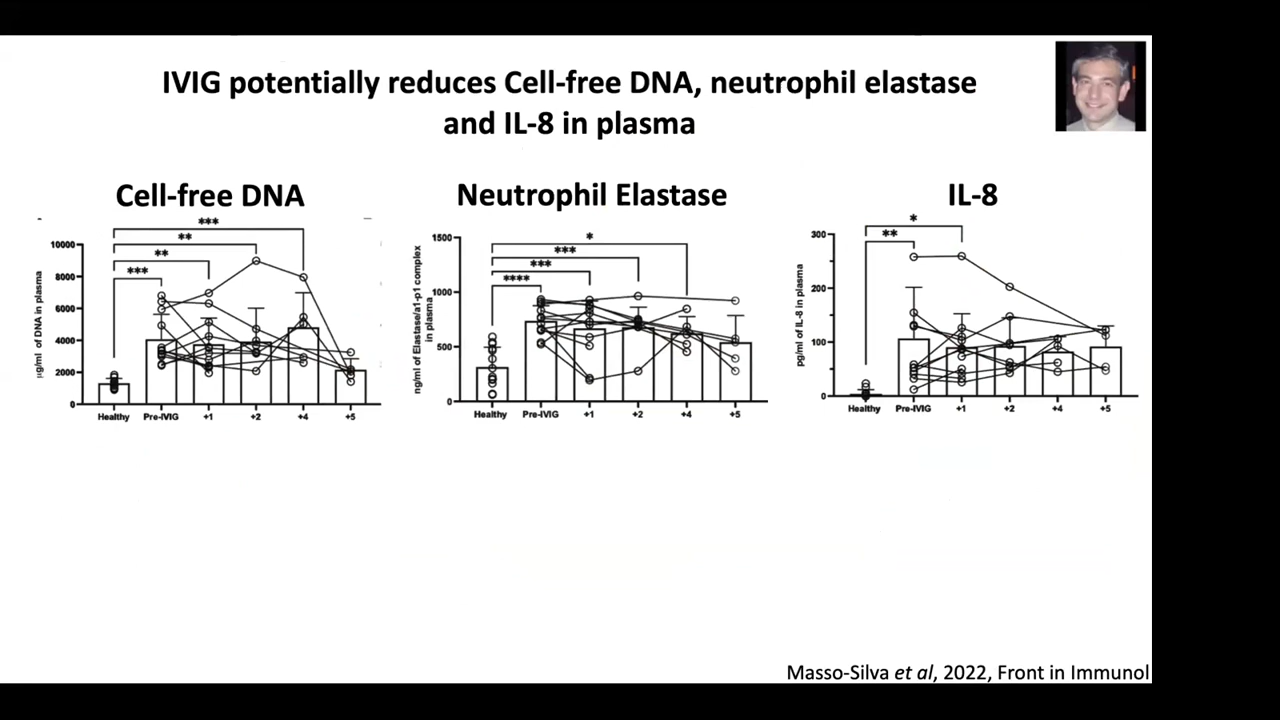 IVIG potentially reduces Cell-free DNA, neutrophil elastase
and IL-8 in plasma
Cell-free DNA
Neutrophil Elastase
IL-8
***
**
**
***
10000
8000
6000
4000
2000
0
µg/ml of DNA in plasma
Healthy Pre-IVIG +1 +2 +4 +5
*
***
***
****
1500
1000
500
0
ng/ml of Elastase/a1-p1 complex
in plasma
Healthy Pre-IVIG +1 +2 +4 +5
*
**
300
200
100
0
pg/ml of IL-8 in plasma
Healthy Pre-IVIG +1 +2 +4 +5
Masso-Silva et al, 2022, Front in Immunol